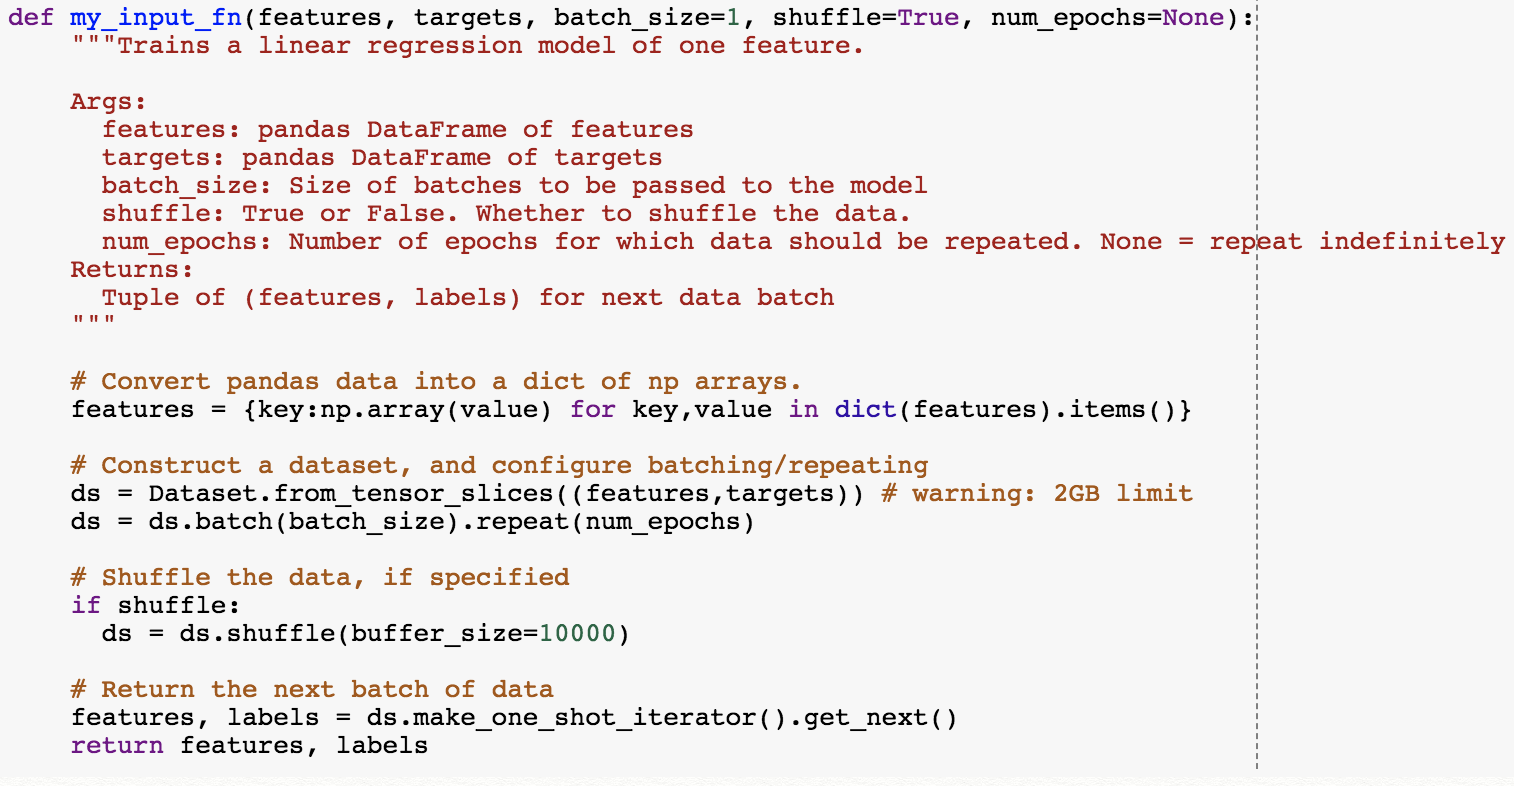 def my_input_fn(features, targets, batch_size=1, shuffle=True, num_epochs=None):
    """Trains a linear regression model of one feature.

    Args:
      features: pandas DataFrame of features
      targets: pandas DataFrame of targets
      batch_size: Size of batches to be passed to the model
      shuffle: True or False. Whether to shuffle the data.
      num_epochs: Number of epochs for which data should be repeated. None = repeat indefinitely
    Returns:
      Tuple of (features, labels) for next data batch
    """

    # Convert pandas data into a dict of np arrays.
    features = {key:np.array(value) for key,value in dict(features).items()}

    # Construct a dataset, and configure batching/repeating
    ds = Dataset.from_tensor_slices((features,targets)) # warning: 2GB limit
    ds = ds.batch(batch_size).repeat(num_epochs)

    # Shuffle the data, if specified
    if shuffle:
      ds = ds.shuffle(buffer_size=10000)

    # Return the next batch of data
    features, labels = ds.make_one_shot_iterator().get_next()
    return features, labels